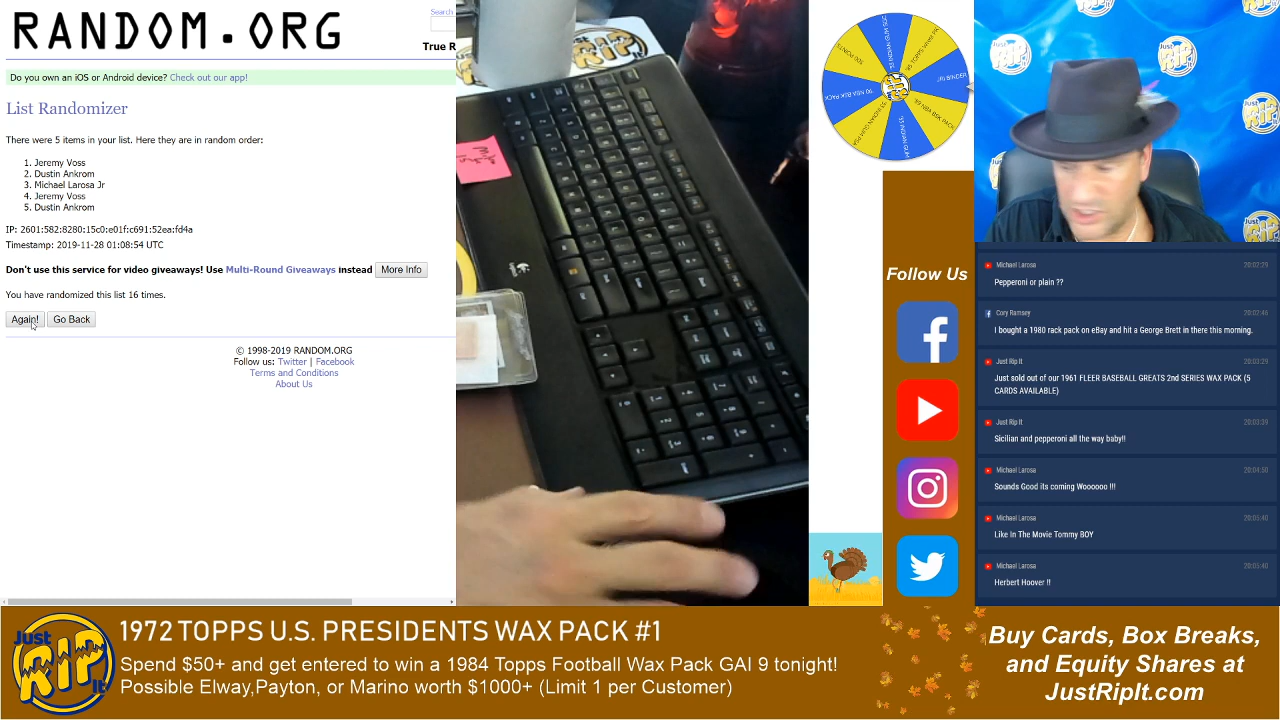 RANDOM.ORG
Search
True R
Do you own an iOS or Android device? Check out our app!
List Randomizer
There were 5 items in your list. Here they are in random order:
1. Jeremy Voss
2. Dustin Ankrom
3. Michael Larosa Jr
4. Jeremy Voss
5. Dustin Ankrom
IP: 2601:582:8280:15c0:e01f:c691:52ea:fd4a
Timestamp: 2019-11-28 01:08:54 UTC
Don't use this service for video giveaways! Use Multi-Round Giveaways instead More Info
You have randomized this list 16 times.
Again! Go Back
© 1998-2019 RANDOM.ORG
Follow us: Twitter | Facebook
Terms and Conditions
About Us
Follow Us
Michael Larosa 20:02:29
Pepperoni or plain ??
Cory Ramsey 20:02:46
I bought a 1980 rack pack on eBay and hit a George Brett in there this morning.
Just Rip It 20:03:29
Just sold out of our 1961 FLEER BASEBALL GREATS 2nd SERIES WAX PACK (5
CARDS AVAILABLE)
Just Rip It 20:03:39
Sicilian and pepperoni all the way baby!!
Michael Larosa 20:04:50
Sounds Good its coming Woooooo !!!
Michael Larosa 20:05:40
Like In The Movie Tommy BOY
Michael Larosa 20:05:40
Herbert Hoover !!
Just
RIP
It
1972 TOPPS U.S. PRESIDENTS WAX PACK #1
Spend $50+ and get entered to win a 1984 Topps Football Wax Pack GAI 9 tonight!
Possible Elway,Payton, or Marino worth $1000+ (Limit 1 per Customer)
Buy Cards, Box Breaks,
and Equity Shares at
JustRipIt.com